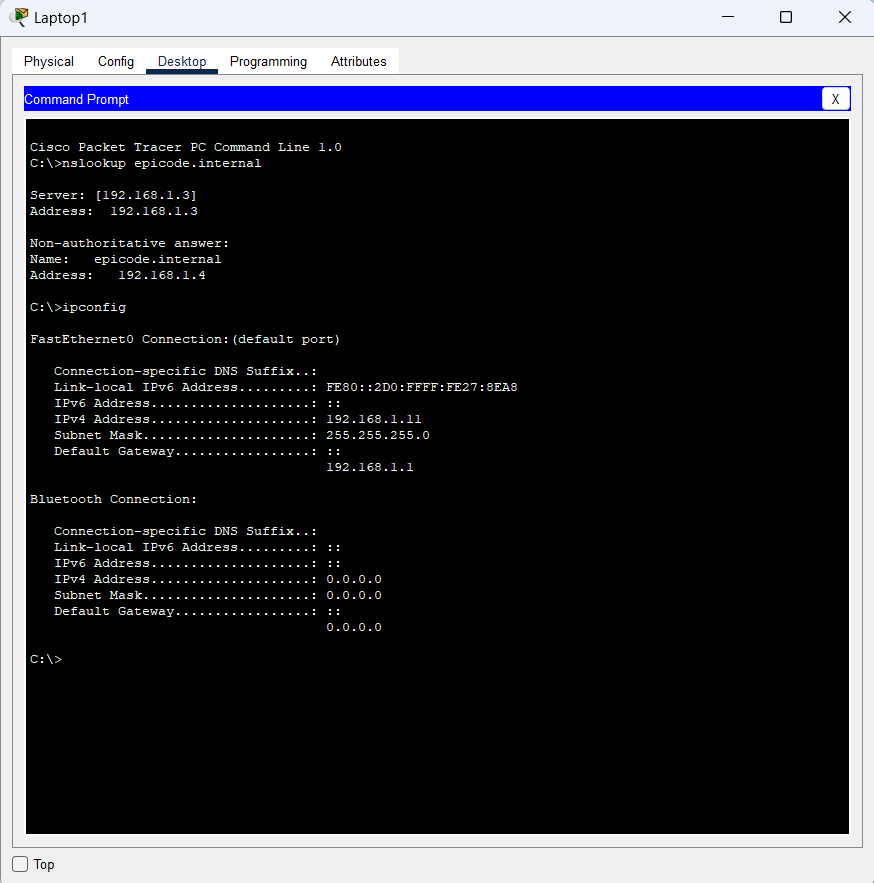 Laptop1
Physical Config Desktop Programming Attributes
Command Prompt X
Cisco Packet Tracer PC Command Line 1.0
C:\>nslookup epicode.internal
Server: [192.168.1.3]
Address:  192.168.1.3
Non-authoritative answer:
Name:   epicode.internal
Address:   192.168.1.4
C:\>ipconfig
FastEthernet0 Connection:(default port)
Connection-specific DNS Suffix..:
Link-local IPv6 Address.........: FE80::2D0:FFFF:FE27:8EA8
IPv6 Address....................: ::
IPv4 Address....................: 192.168.1.11
Subnet Mask.....................: 255.255.255.0
Default Gateway.................: ::
192.168.1.1
Bluetooth Connection:
Connection-specific DNS Suffix..:
Link-local IPv6 Address.........: ::
IPv6 Address....................: ::
IPv4 Address....................: 0.0.0.0
Subnet Mask.....................: 0.0.0.0
Default Gateway.................: ::
0.0.0.0
C:\>
Top